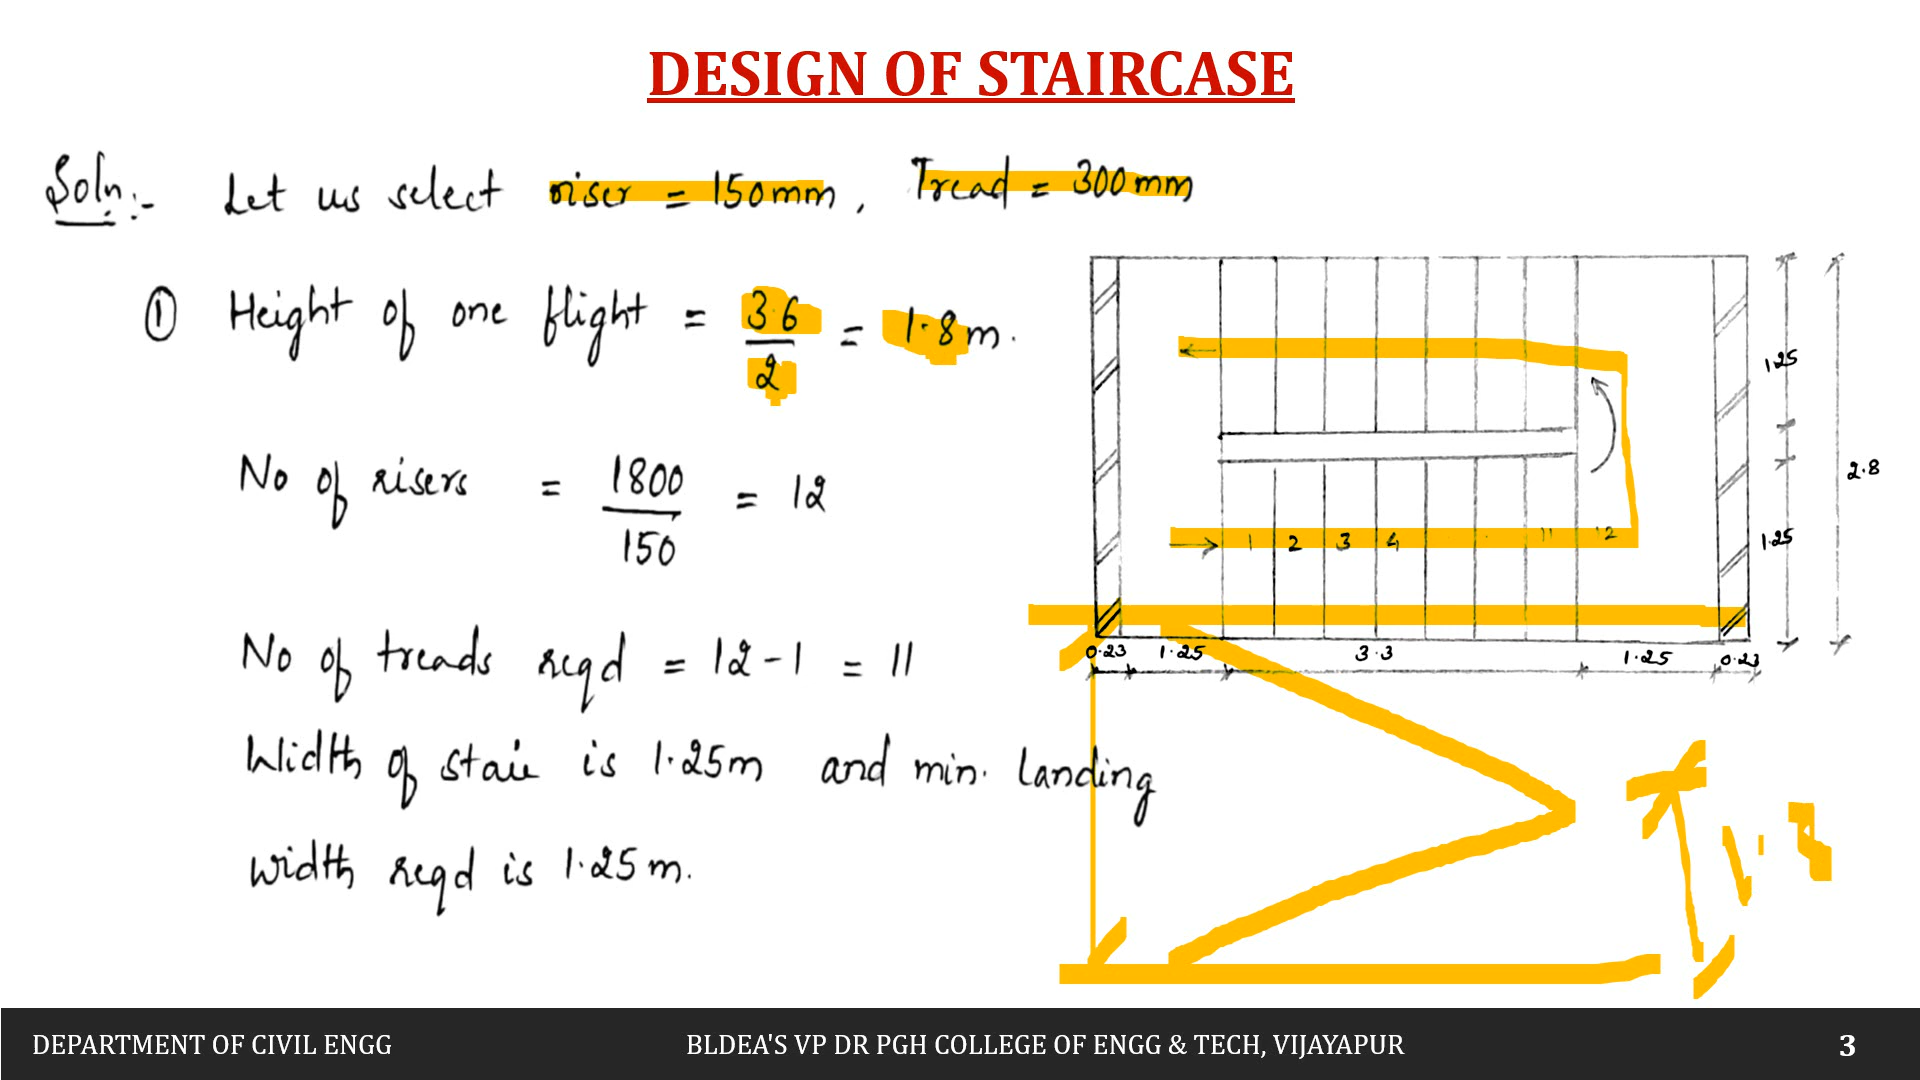 DESIGN OF STAIRCASE
Soln:- Let us select riser = 150mm, Tread = 300mm
① Height of one flight = 3.6/2 = 1.8m.
No of risers = 1800/150 = 12
No of treads reqd = 12-1 = 11
Width of stair is 1.25m and min. landing
width reqd is 1.25m.
1 2 3 4 11 12
0.23 1.25 3.3 1.25 0.23
1.25
2.8
1.25
1.8
DEPARTMENT OF CIVIL ENGG BLDEA'S VP DR PGH COLLEGE OF ENGG & TECH, VIJAYAPUR 3